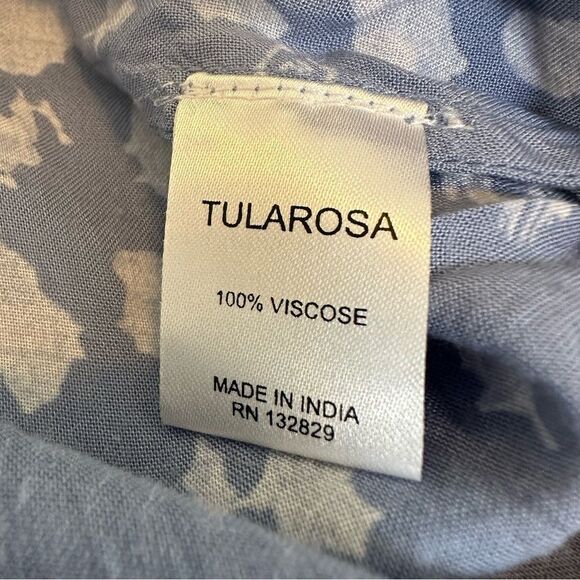 TULAROSA
100% VISCOSE
MADE IN INDIA
RN 132829